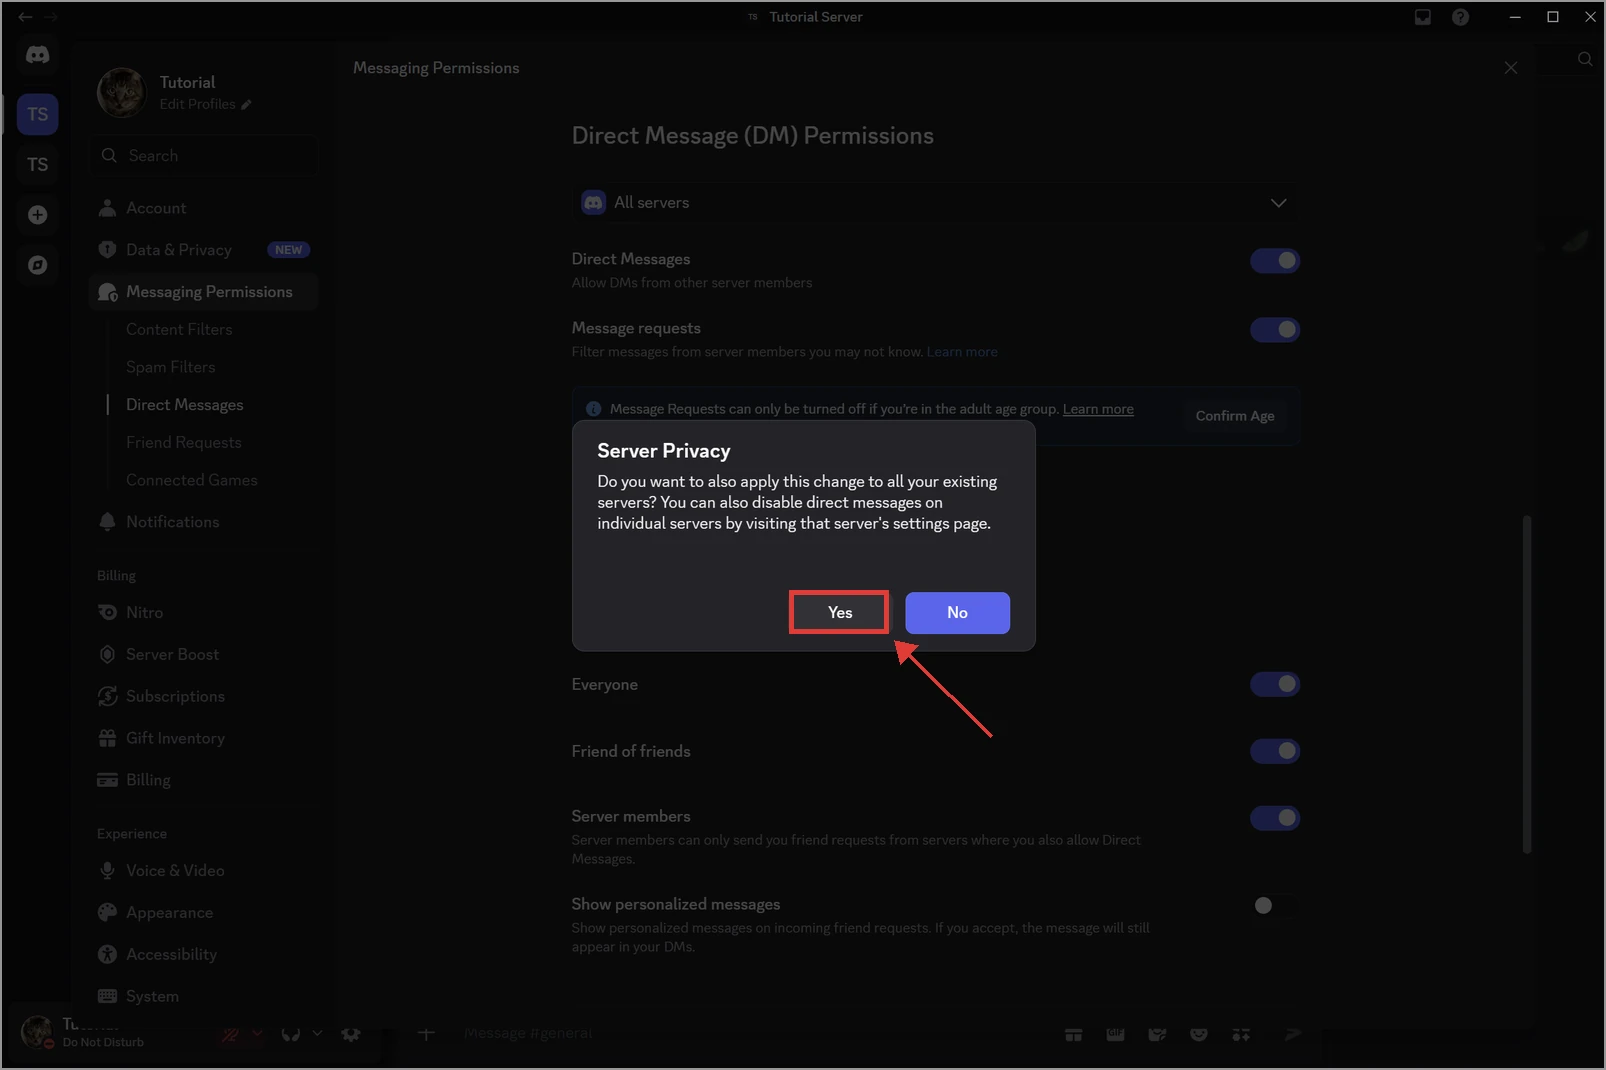 TS Tutorial Server
TS
TS
Tutorial
Edit Profiles
Search
Account
Data & Privacy NEW
Messaging Permissions
Content Filters
Spam Filters
Direct Messages
Friend Requests
Connected Games
Notifications
Billing
Nitro
Server Boost
Subscriptions
Gift Inventory
Billing
Experience
Voice & Video
Appearance
Accessibility
System
Do Not Disturb
Messaging Permissions
Direct Message (DM) Permissions
All servers
Direct Messages
Allow DMs from other server members
Message requests
Filter messages from server members you may not know. Learn more
Message Requests can only be turned off if you're in the adult age group. Learn more
Confirm Age
Server Privacy
Do you want to also apply this change to all your existing
servers? You can also disable direct messages on
individual servers by visiting that server's settings page.
Yes
No
Everyone
Friend of friends
Server members
Server members can only send you friend requests from servers where you also allow Direct
Messages.
Show personalized messages
Show personalized messages on incoming friend requests. If you accept, the message will still
appear in your DMs.
Message #general
GIF